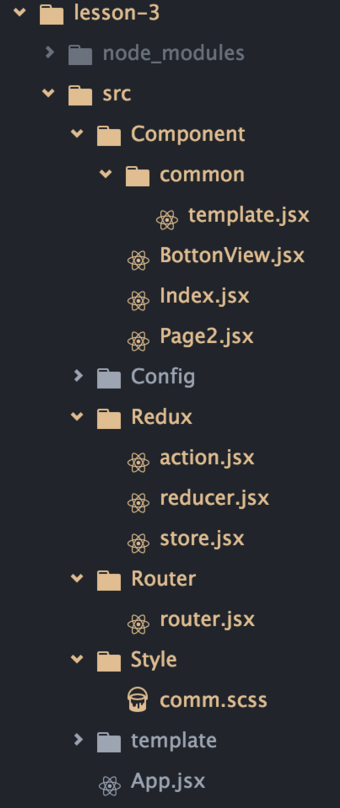 lesson-3
node_modules
src
Component
common
template.jsx
BottonView.jsx
Index.jsx
Page2.jsx
Config
Redux
action.jsx
reducer.jsx
store.jsx
Router
router.jsx
Style
comm.scss
template
App.jsx